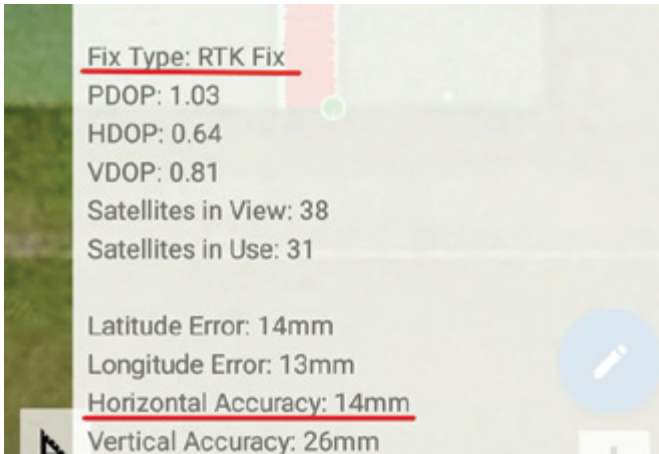 Fix Type: RTK Fix
PDOP: 1.03
HDOP: 0.64
VDOP: 0.81
Satellites in View: 38
Satellites in Use: 31
Latitude Error: 14mm
Longitude Error: 13mm
Horizontal Accuracy: 14mm
Vertical Accuracy: 26mm